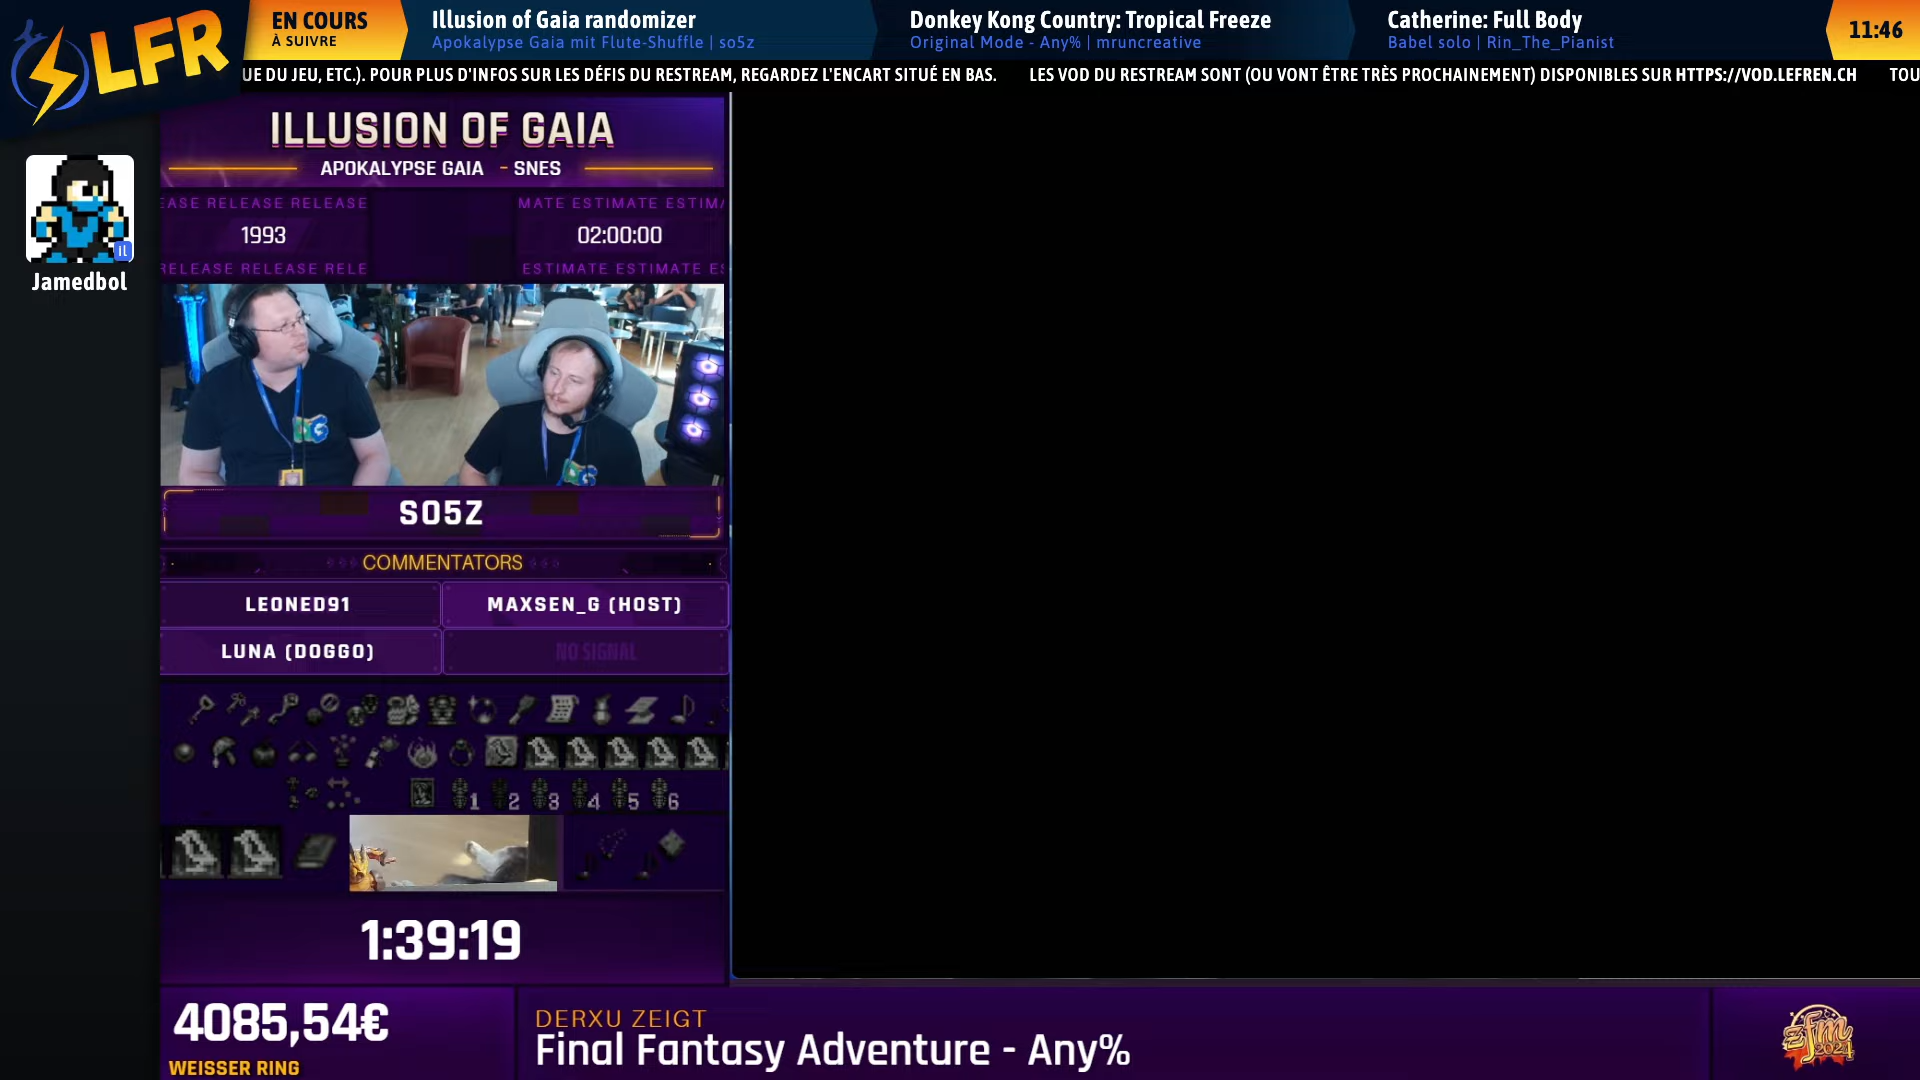 LFR
EN COURS
À SUIVRE
Illusion of Gaia randomizer
Apokalypse Gaia mit Flute-Shuffle | so5z
Donkey Kong Country: Tropical Freeze
Original Mode - Any% | mruncreative
Catherine: Full Body
Babel solo | Rin_The_Pianist
11:46
UE DU JEU, ETC.). POUR PLUS D'INFOS SUR LES DÉFIS DU RESTREAM, REGARDEZ L'ENCART SITUÉ EN BAS. LES VOD DU RESTREAM SONT (OU VONT ÊTRE TRÈS PROCHAINEMENT) DISPONIBLES SUR HTTPS://VOD.LEFREN.CH TOU
Jamedbol
ILLUSION OF GAIA
APOKALYPSE GAIA - SNES
EASE RELEASE RELEASE
1993
RELEASE RELEASE RELE
MATE ESTIMATE ESTIMA
02:00:00
ESTIMATE ESTIMATE ES
SO5Z
COMMENTATORS
LEONED91
MAXSEN_G (HOST)
LUNA (DOGGO)
NO SIGNAL
1 2 3 4 5 6
1:39:19
4085,54€
WEISSER RING
DERXU ZEIGT
Final Fantasy Adventure - Any%
zfm
2024